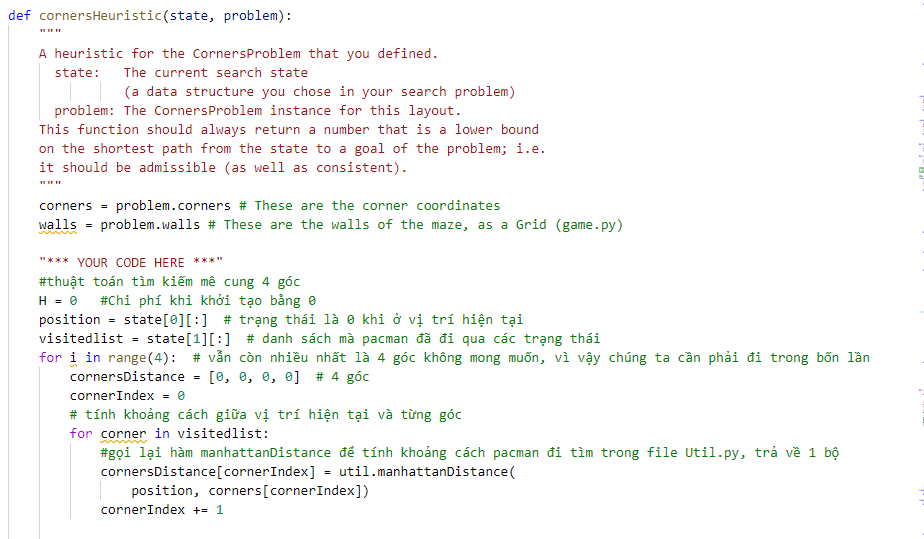 def cornersHeuristic(state, problem):
"""
A heuristic for the CornersProblem that you defined.
state:   The current search state
(a data structure you chose in your search problem)
problem: The CornersProblem instance for this layout.
This function should always return a number that is a lower bound
on the shortest path from the state to a goal of the problem; i.e.
it should be admissible (as well as consistent).
"""
corners = problem.corners # These are the corner coordinates
walls = problem.walls # These are the walls of the maze, as a Grid (game.py)
"*** YOUR CODE HERE ***"
#thuật toán tìm kiếm mê cung 4 góc
H = 0   #Chi phí khi khởi tạo bằng 0
position = state[0][:]  # trạng thái là 0 khi ở vị trí hiện tại
visitedlist = state[1][:]  # danh sách mà pacman đã đi qua các trạng thái
for i in range(4):  # vẫn còn nhiều nhất là 4 góc không mong muốn, vì vậy chúng ta cần phải đi trong bốn lần
cornersDistance = [0, 0, 0, 0]  # 4 góc
cornerIndex = 0
# tính khoảng cách giữa vị trí hiện tại và từng góc
for corner in visitedlist:
#gọi lại hàm manhattanDistance để tính khoảng cách pacman đi tìm trong file Util.py, trả về 1 bộ
cornersDistance[cornerIndex] = util.manhattanDistance(
position, corners[cornerIndex])
cornerIndex += 1